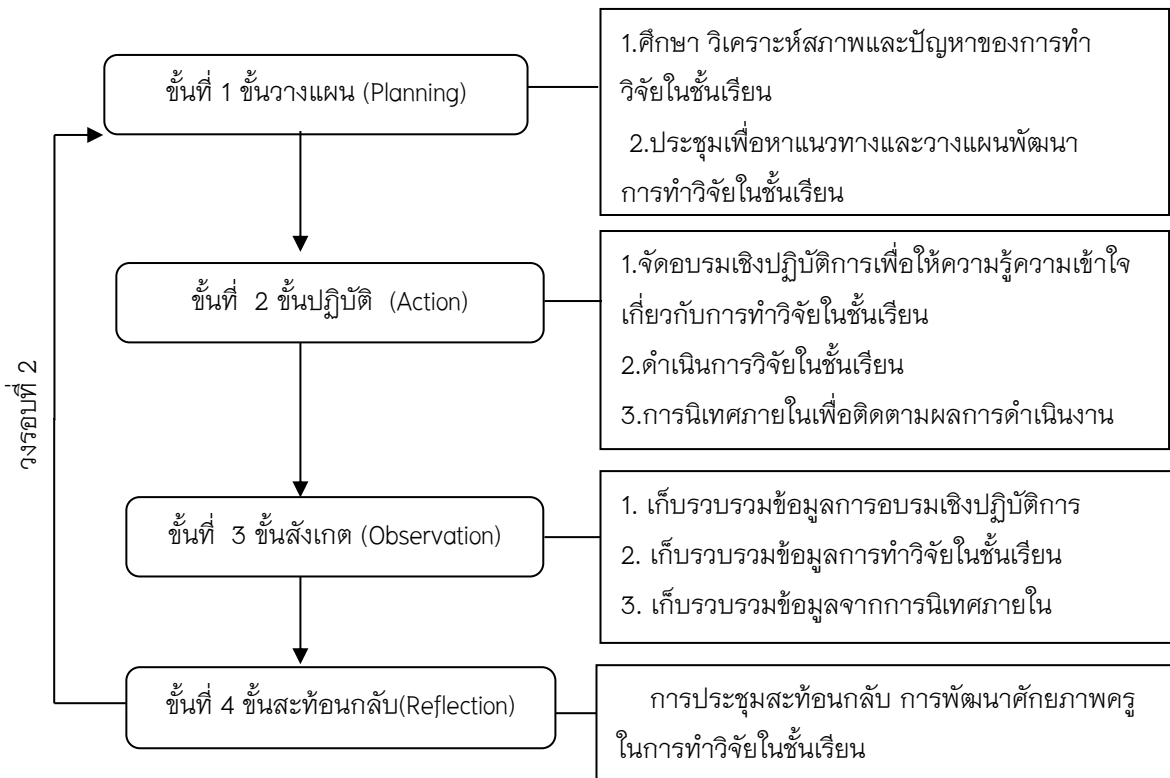 ขั้นที่ 1 ขั้นวางแผน (Planning)
1.ศึกษา วิเคราะห์สภาพและปัญหาของการทำ
วิจัยในชั้นเรียน
2.ประชุมเพื่อหาแนวทางและวางแผนพัฒนา
การทำวิจัยในชั้นเรียน
ขั้นที่ 2 ขั้นปฏิบัติ (Action)
1.จัดอบรมเชิงปฏิบัติการเพื่อให้ความรู้ความเข้าใจ
เกี่ยวกับการทำวิจัยในชั้นเรียน
2.ดำเนินการวิจัยในชั้นเรียน
3.การนิเทศภายในเพื่อติดตามผลการดำเนินงาน
วงรอบที่ 2
ขั้นที่ 3 ขั้นสังเกต (Observation)
1. เก็บรวบรวมข้อมูลการอบรมเชิงปฏิบัติการ
2. เก็บรวบรวมข้อมูลการทำวิจัยในชั้นเรียน
3. เก็บรวบรวมข้อมูลจากการนิเทศภายใน
ขั้นที่ 4 ขั้นสะท้อนกลับ(Reflection)
การประชุมสะท้อนกลับ การพัฒนาศักยภาพครู
ในการทำวิจัยในชั้นเรียน